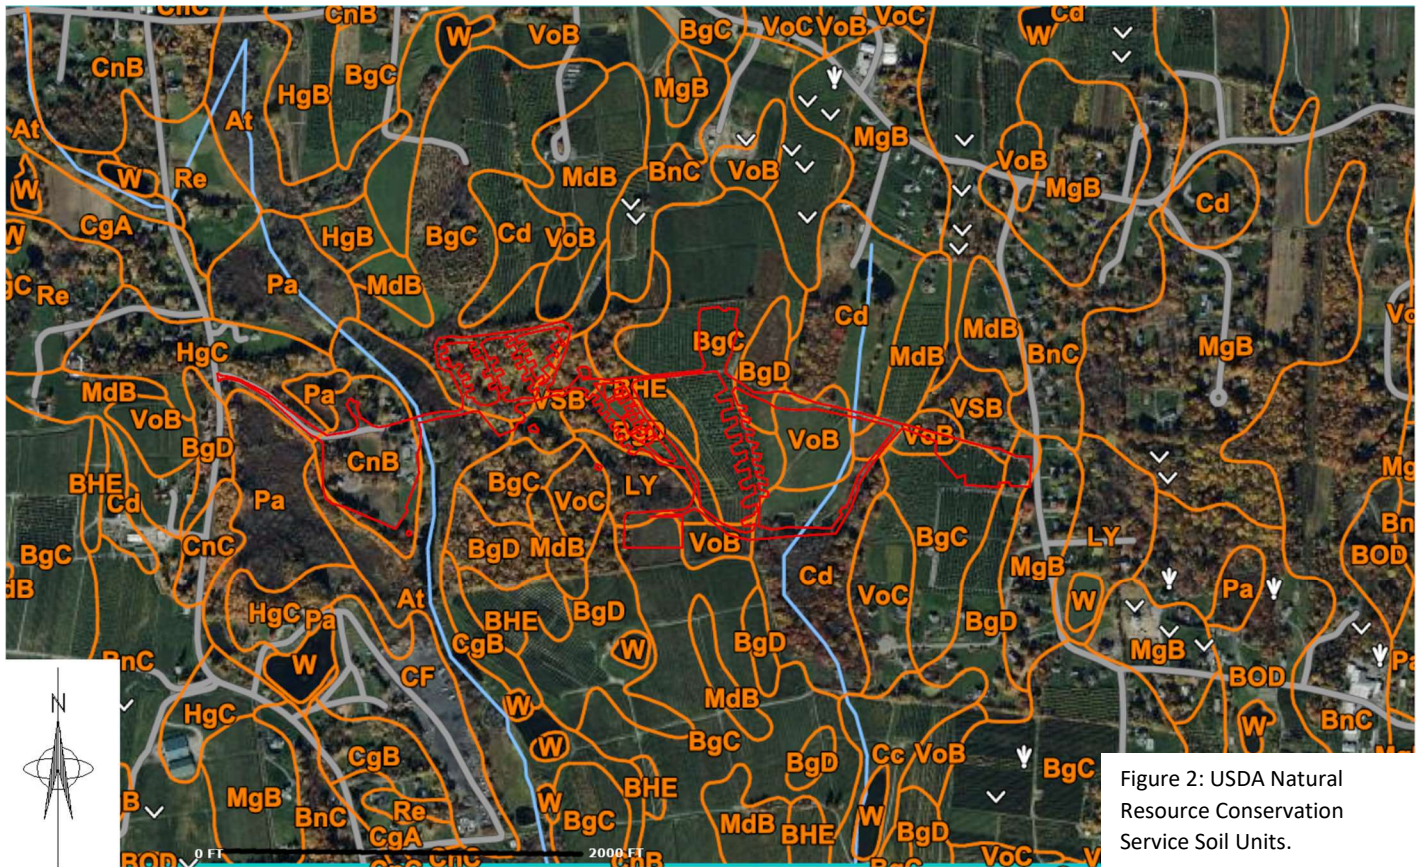 CnC
CnB
VoB
BgC
VoC
VoB
VoC
Cd
W
W
CnB
HgB
BgC
MgB
At
At
MgB
W
Re
W
MdB
BnC
VoB
VoB
MgB
Cd
CgA
W
HgB
BgC
Cd
VoB
Re
Pa
MdB
Cd
MdB
MgB
BnC
HgC
BgC
MdB
BgD
MdB
Pa
BHE
VSB
VSB
VoB
BgD
VoB
VoB
BgD
CnB
BHE
BgC
LY
Cd
Pa
VoC
BgC
CnC
BgD
MdB
VoB
BgC
LY
BOD
MgB
Cd
VoC
W
Pa
At
HgC
Pa
BHE
BgD
BgD
BgD
MgB
CgB
W
W
CF
BOD
HgC
MdB
W
BnC
W
BgC
CgB
W
BgD
Cc
VoB
BgC
MgB
BnC
Re
CgA
W
BgC
BHE
MdB
BHE
W
BgD
VoC
BOD
CnC
N
0 FT
2000 FT
Figure 2: USDA Natural
Resource Conservation
Service Soil Units.